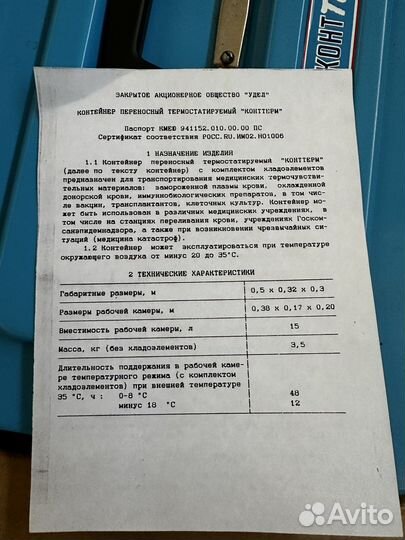 КОНТ
ЗАКРЫТОЕ АКЦИОНЕРНОЕ ОБЩЕСТВО "УДЕЛ"
КОНТЕЙНЕР ПЕРЕНОСНЫЙ ТЕРМОСТАТИРУЕМЫЙ "КОНТТЕРМ"
Паспорт КМЕЮ 941152.010.00.00 ПС
Сертификат соответствия РОСС.RU.ИМО2.Н01006
1 НАЗНАЧЕНИЕ ИЗДЕЛИЯ
1.1 Контейнер переносный термостатируемый "КОНТТЕРМ"
(далее по тексту контейнер) с комплектом хладоэлементов
предназначен для транспортирования медицинских термочувстви-
тельных материалов: замороженной плазмы крови, охлажденной
донорской крови, иммунобиологических препаратов, в том чис-
ле вакцин, трансплантитов, клеточных культур. Контейнер мо-
жет быть использован в различных медицинских учреждениях, в
том числе на станциях переливания крови, учреждениях Госком-
санэпиднадзора, а также при возникновении чрезвычайных си-
туаций (медицина катастроф).
1.2 Контейнер может эксплуатироваться при температуре
окружающего воздуха от минус 20 до 35°С.
2 ТЕХНИЧЕСКИЕ ХАРАКТЕРИСТИКИ
Габаритные размеры, м 0,5 х 0,32 х 0,3
Размеры рабочей камеры, м 0,38 х 0,17 х 0,20
Вместимость рабочей камеры, л 15
Масса, кг (без хладоэлементов) 3,5
Длительность поддержания в рабочей каме-
ре температурного режима (с комплектом
хладоэлементов) при внешней температуре
35 °С, ч : 0-8 °С 48
минус 18 °С 12
Avito